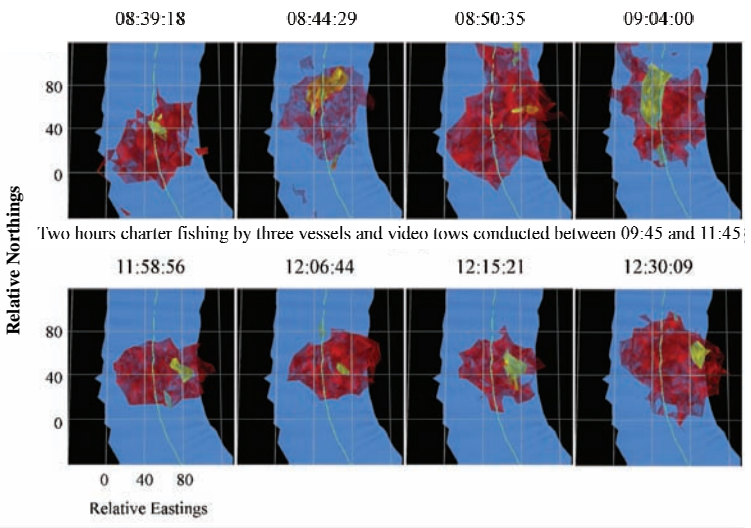 08:39:18 08:44:29 08:50:35 09:04:00
80
40
0
Two hours charter fishing by three vessels and video tows conducted between 09:45 and 11:45
11:58:56 12:06:44 12:15:21 12:30:09
Relative Northings
80
40
0
0 40 80
Relative Eastings